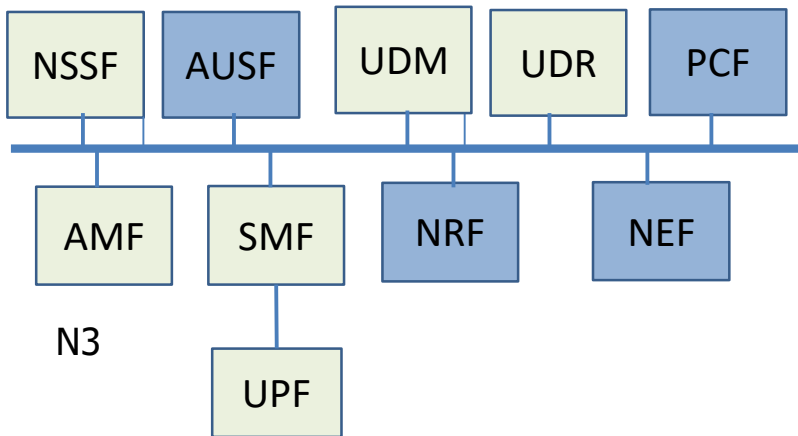 NSSF
AUSF
UDM
UDR
PCF
AMF
SMF
NRF
NEF
N3
UPF